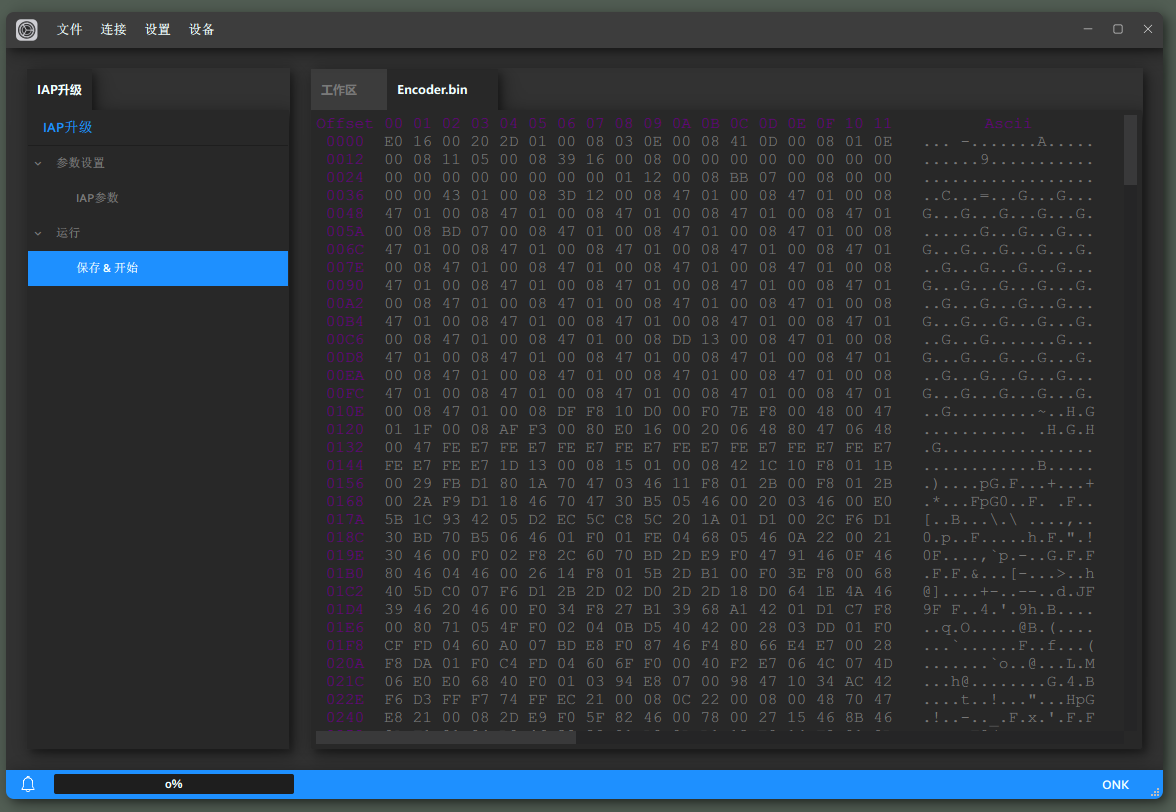 文件 连接 设置 设备
IAP升级
IAP升级
参数设置
IAP参数
运行
保存 & 开始
工作区 Encoder.bin
Offset 00 01 02 03 04 05 06 07 08 09 0A 0B 0C 0D 0E 0F 10 11 Ascii
0000 E0 16 00 20 2D 01 00 08 03 0E 00 08 41 0D 00 08 01 0E ... -.......A.....
0012 00 08 11 05 00 08 39 16 00 08 00 00 00 00 00 00 00 00 ......9...........
0024 00 00 00 00 00 00 00 00 01 12 00 08 BB 07 00 08 00 00 ..................
0036 00 00 43 01 00 08 3D 12 00 08 47 01 00 08 47 01 00 08 ..C...=...G...G...
0048 47 01 00 08 47 01 00 08 47 01 00 08 47 01 00 08 47 01 G...G...G...G...G.
005A 00 08 BD 07 00 08 47 01 00 08 47 01 00 08 47 01 00 08 ......G...G...G...
006C 47 01 00 08 47 01 00 08 47 01 00 08 47 01 00 08 47 01 G...G...G...G...G.
007E 00 08 47 01 00 08 47 01 00 08 47 01 00 08 47 01 00 08 ..G...G...G...G...
0090 47 01 00 08 47 01 00 08 47 01 00 08 47 01 00 08 47 01 G...G...G...G...G.
00A2 00 08 47 01 00 08 47 01 00 08 47 01 00 08 47 01 00 08 ..G...G...G...G...
00B4 47 01 00 08 47 01 00 08 47 01 00 08 47 01 00 08 47 01 G...G...G...G...G.
00C6 00 08 47 01 00 08 47 01 00 08 DD 13 00 08 47 01 00 08 ..G...G.......G...
00D8 47 01 00 08 47 01 00 08 47 01 00 08 47 01 00 08 47 01 G...G...G...G...G.
00EA 00 08 47 01 00 08 47 01 00 08 47 01 00 08 47 01 00 08 ..G...G...G...G...
00FC 47 01 00 08 47 01 00 08 47 01 00 08 47 01 00 08 47 01 G...G...G...G...G.
010E 00 08 47 01 00 08 DF F8 10 D0 00 F0 7E F8 00 48 00 47 ..G.........~..H.G
0120 01 1F 00 08 AF F3 00 80 E0 16 00 20 06 48 80 47 06 48 ........... .H.G.H
0132 00 47 FE E7 FE E7 FE E7 FE E7 FE E7 FE E7 FE E7 FE E7 .G................
0144 FE E7 FE E7 1D 13 00 08 15 01 00 08 42 1C 10 F8 01 1B ............B.....
0156 00 29 FB D1 80 1A 70 47 03 46 11 F8 01 2B 00 F8 01 2B .)....pG.F...+...+
0168 00 2A F9 D1 18 46 70 47 30 B5 05 46 00 20 03 46 00 E0 .*...FpG0..F. .F..
017A 5B 1C 93 42 05 D2 EC 5C C8 5C 20 1A 01 D1 00 2C F6 D1 [..B...\.\ ....,..
018C 30 BD 70 B5 06 46 01 F0 01 FE 04 68 05 46 0A 22 00 21 0.p..F.....h.F.".!
019E 30 46 00 F0 02 F8 2C 60 70 BD 2D E9 F0 47 91 46 0F 46 0F....,`p.-..G.F.F
01B0 80 46 04 46 00 26 14 F8 01 5B 2D B1 00 F0 3E F8 00 68 .F.F.&...[-...>..h
01C2 40 5D C0 07 F6 D1 2B 2D 02 D0 2D 2D 18 D0 64 1E 4A 46 @]....+-..--..d.JF
01D4 39 46 20 46 00 F0 34 F8 27 B1 39 68 A1 42 01 D1 C7 F8 9F F..4.'.9h.B....
01E6 00 80 71 05 4F F0 02 04 0B D5 40 42 00 28 03 DD 01 F0 ..q.O.....@B.(....
01F8 CF FD 04 60 A0 07 BD E8 F0 87 46 F4 80 66 E4 E7 00 28 ...`......F..f...(
020A F8 DA 01 F0 C4 FD 04 60 6F F0 00 40 F2 E7 06 4C 07 4D .......`o..@...L.M
021C 06 E0 E0 68 40 F0 01 03 94 E8 07 00 98 47 10 34 AC 42 ...h@........G.4.B
022E F6 D3 FF F7 74 FF EC 21 00 08 0C 22 00 08 00 48 70 47 ....t..!..."...HpG
0240 E8 21 00 08 2D E9 F0 5F 82 46 00 78 00 27 15 46 8B 46 .!..-.._.F.x.'.F.F
0% ONK